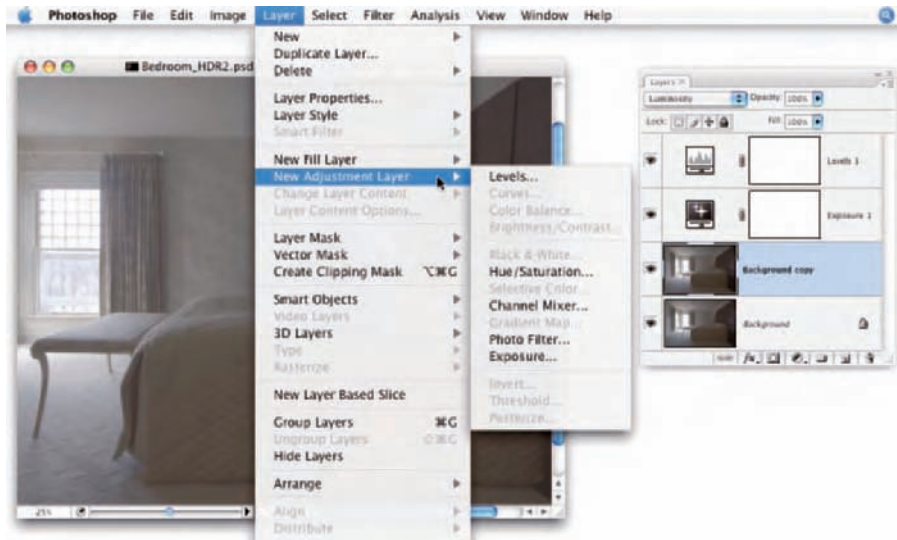 Photoshop File Edit Image Layer Select Filter Analysis View Window Help
Bedroom_HDR2.psd
New
Duplicate Layer...
Delete
Layer Properties...
Layer Style
Smart Filter
New Fill Layer
New Adjustment Layer
Change Layer Content
Layer Content Options...
Layer Mask
Vector Mask
Create Clipping Mask ⌥⌘G
Smart Objects
Video Layers
3D Layers
Type
Rasterize
New Layer Based Slice
Group Layers ⌘G
Ungroup Layers ⇧⌘G
Hide Layers
Arrange
Align
Distribute
Levels...
Curves...
Color Balance...
Brightness/Contrast...
Black & White...
Hue/Saturation...
Selective Color...
Channel Mixer...
Gradient Map...
Photo Filter...
Exposure...
Invert...
Threshold...
Posterize...
Layers
Luminosity Opacity: 100%
Lock: Fill: 100%
Levels 1
Exposure 1
Background copy
Background
25%